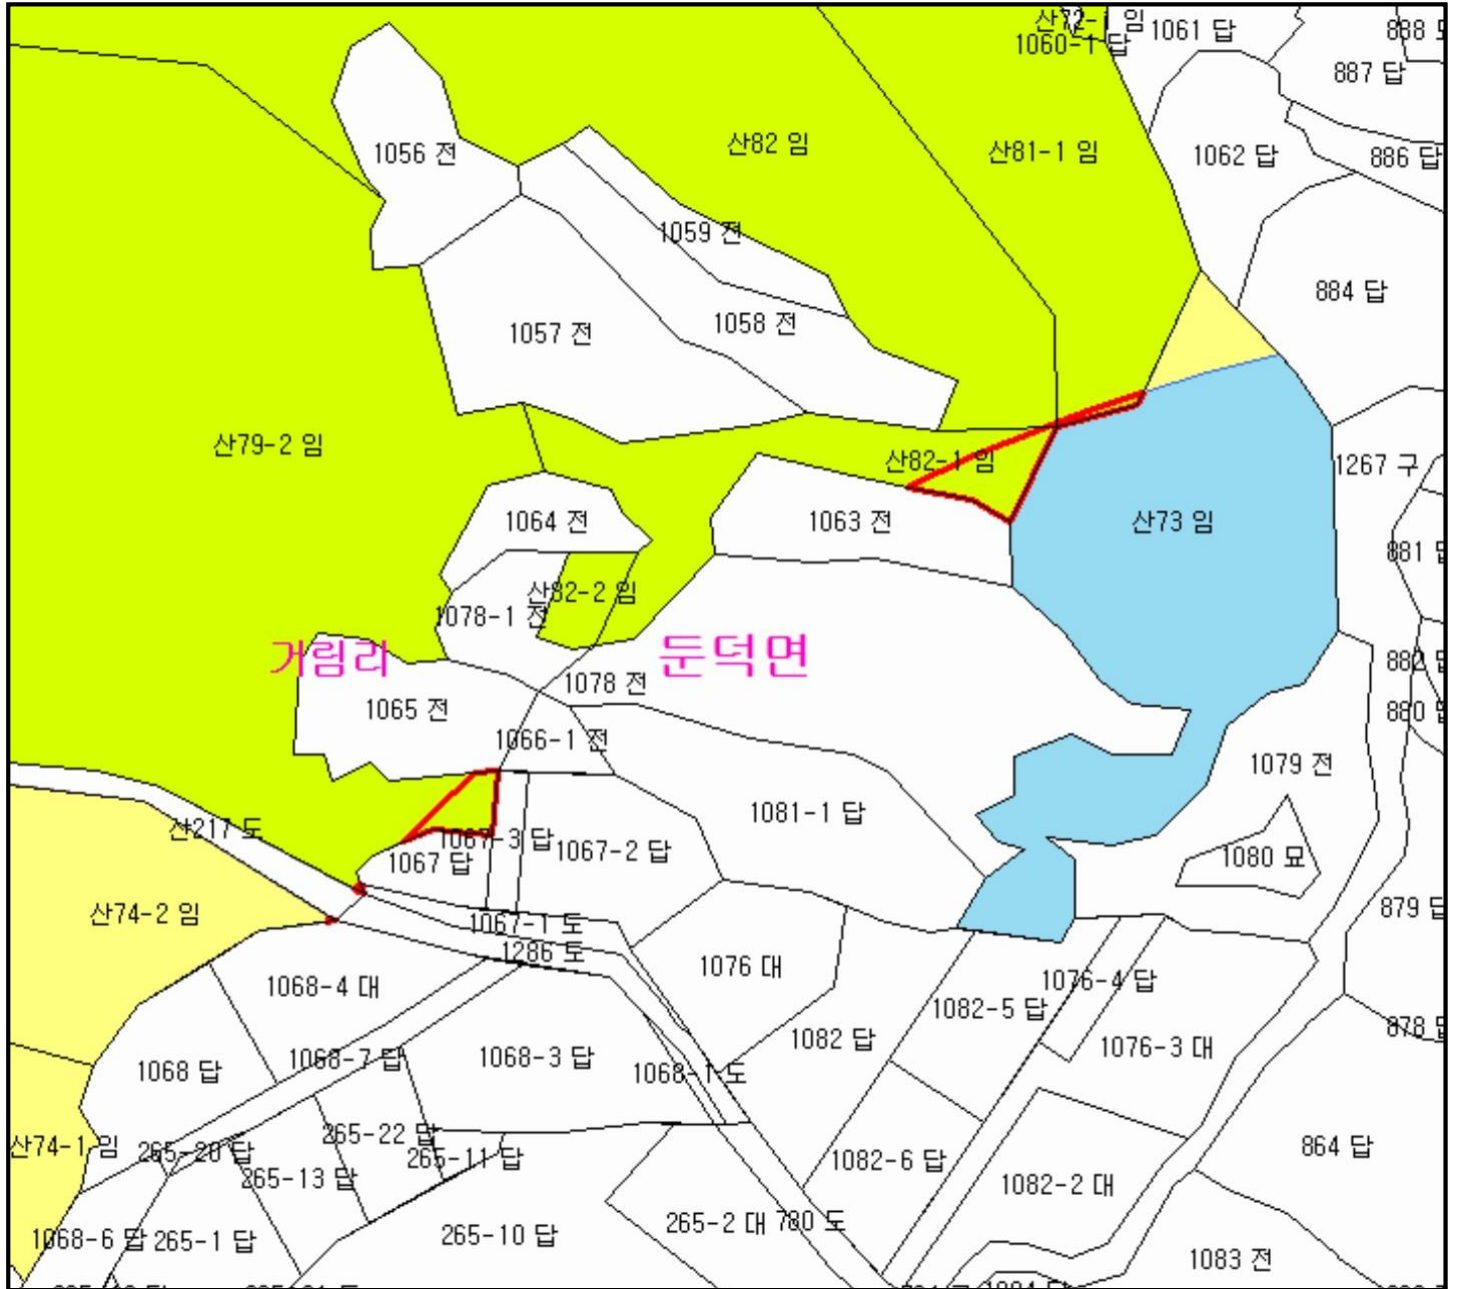 산72-1 임
1061 답
888
1060-1 답
887 답
1056 전
산82 임
산81-1 임
1062 답
886 답
1059 전
884 답
1057 전
1058 전
산79-2 임
산82-1 임
1267 구
1064 전
1063 전
산73 임
881 답
산82-2 임
1078-1 전
거림리
둔덕면
882 답
1078 전
1065 전
880 답
1066-1 전
1079 전
1081-1 답
산217 도
1067-3 답
1067 답
1067-2 답
1080 묘
산74-2 임
879 답
1067-1 도
1286 도
1076 대
1076-4 답
1068-4 대
1082-5 답
878 답
1082 답
1068-7 답
1068-3 답
1076-3 대
1068 답
1068-1 도
265-22 답
산74-1 임
265-20 답
265-11 답
864 답
265-13 답
1082-6 답
1082-2 대
265-2 대
780 도
1068-6 답
265-1 답
265-10 답
1083 전